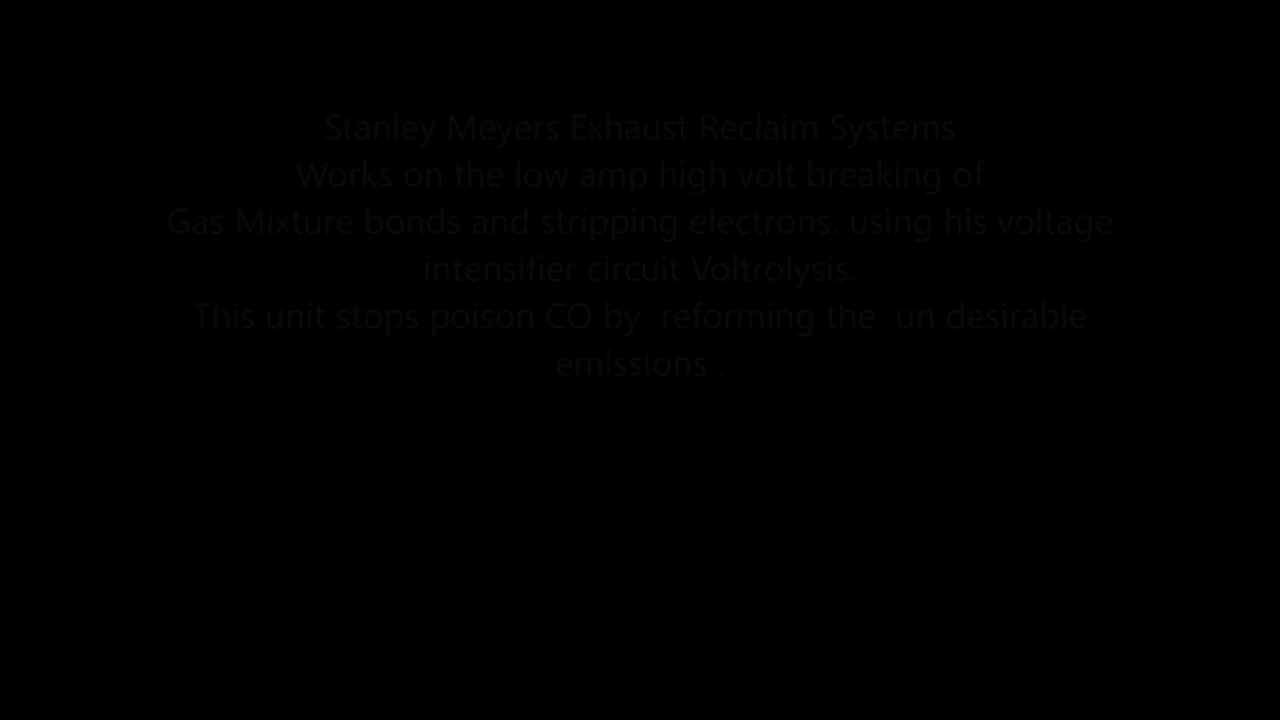 Stanley Meyers Exhaust Reclaim Systems
Works on the low amp high volt breaking of
Gas Mixture bonds and stripping electrons. using his voltage
intensifier circuit Voltrolysis.
This unit stops poison CO by  reforming the  un desirable
emissions .